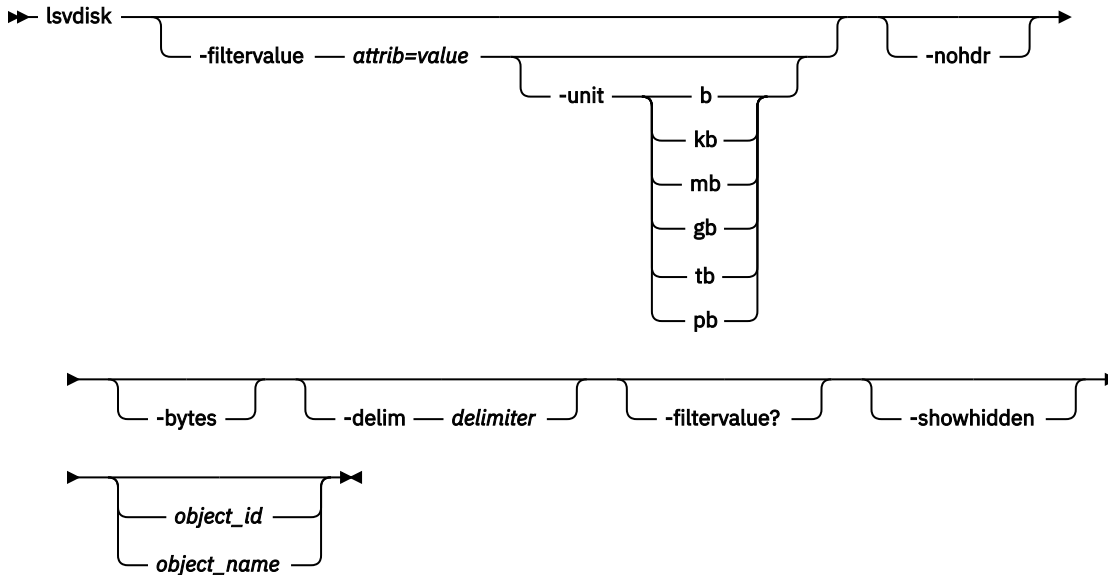 lsvdisk
-filtervalue attrib=value -nohdr
-unit b
kb
mb
gb
tb
pb
-bytes -delim delimiter -filtervalue? -showhidden
object_id
object_name